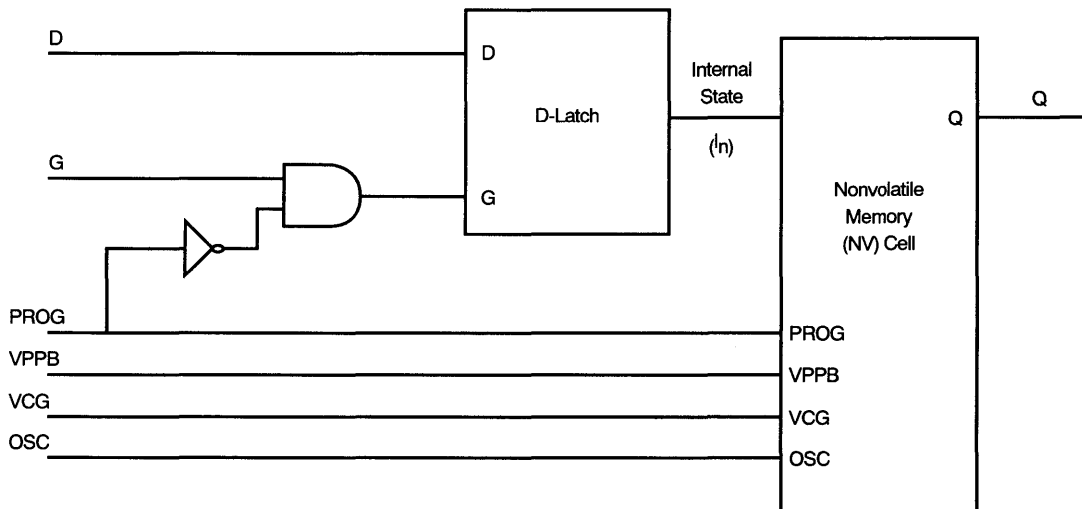 D
D
D-Latch
Internal
State
(In)
Q
Q
G
G
Nonvolatile
Memory
(NV) Cell
PROG
PROG
VPPB
VPPB
VCG
VCG
OSC
OSC